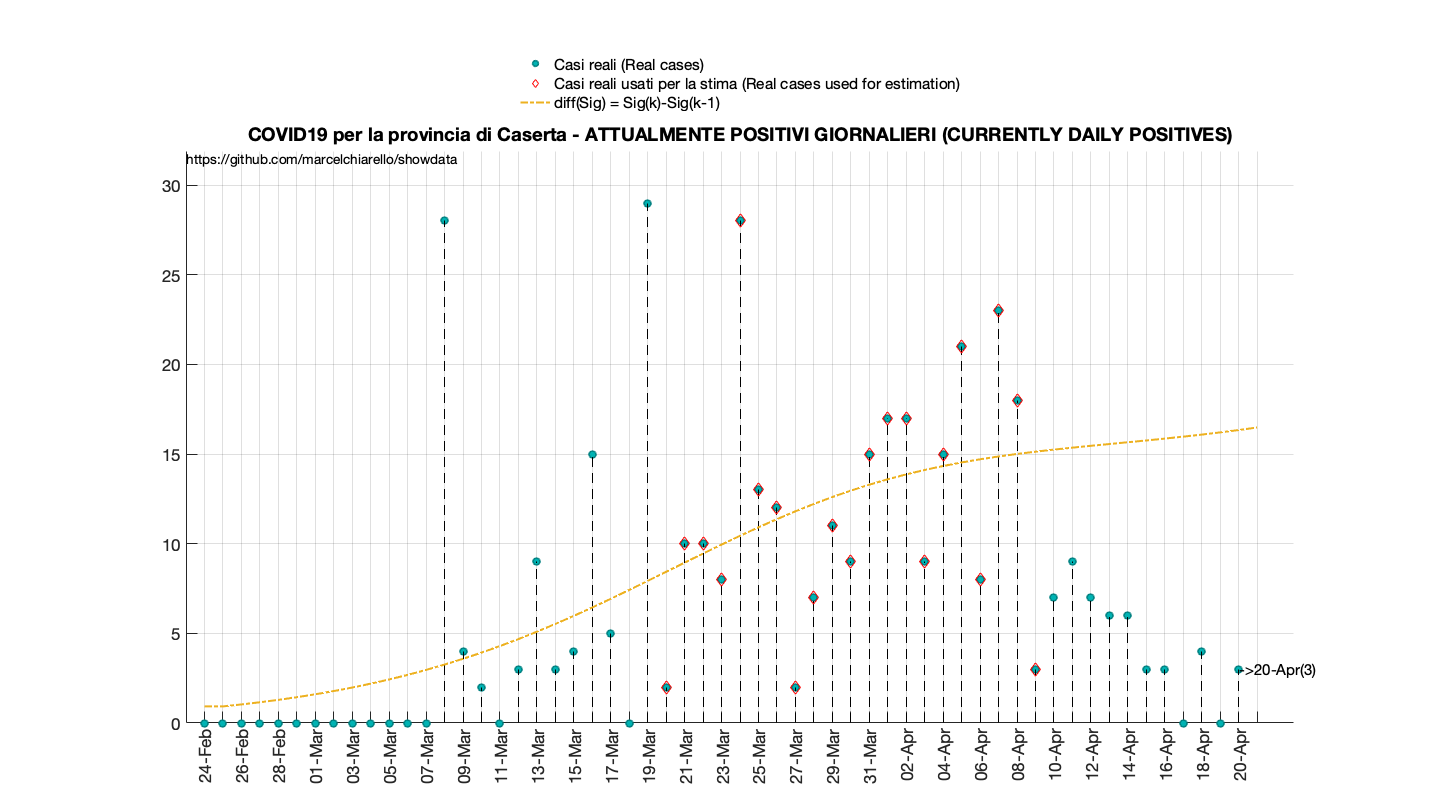 Casi reali (Real cases)
Casi reali usati per la stima (Real cases used for estimation)
diff(Sig) = Sig(k)-Sig(k-1)
COVID19 per la provincia di Caserta - ATTUALMENTE POSITIVI GIORNALIERI (CURRENTLY DAILY POSITIVES)
https://github.com/marcelchiarello/showdata
30
25
20
15
10
5
0
->20-Apr(3)
24-Feb
26-Feb
28-Feb
01-Mar
03-Mar
05-Mar
07-Mar
09-Mar
11-Mar
13-Mar
15-Mar
17-Mar
19-Mar
21-Mar
23-Mar
25-Mar
27-Mar
29-Mar
31-Mar
02-Apr
04-Apr
06-Apr
08-Apr
10-Apr
12-Apr
14-Apr
16-Apr
18-Apr
20-Apr